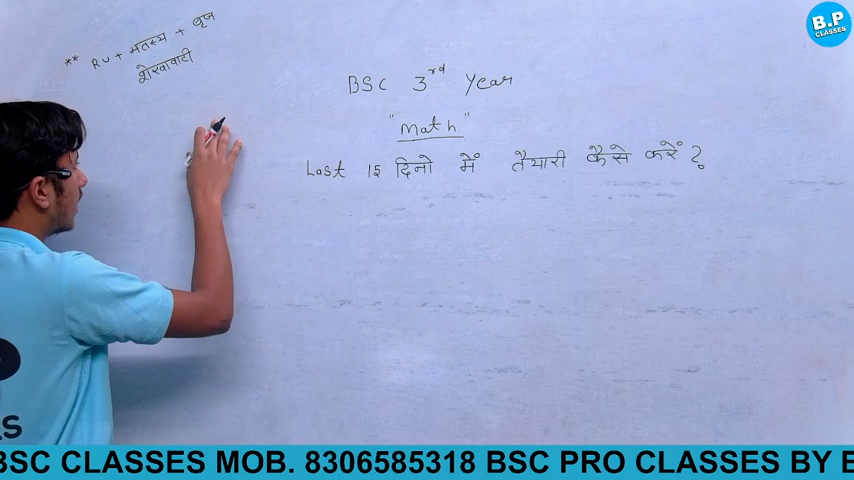 ** RU + मत्स्य + बृज
शेखावाटी
BSC 3rd Year
"Math"
Last 15 दिनो में तैयारी कैसे करें?
B.P
CLASSES
BSC CLASSES MOB. 8306585318 BSC PRO CLASSES BY